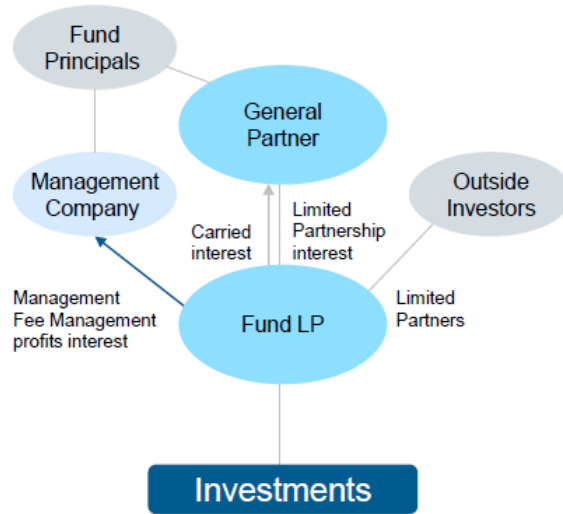 Fund
Principals
General
Partner
Management
Company
Outside
Investors
Carried
interest
Limited
Partnership
interest
Management
Fee Management
profits interest
Fund LP
Limited
Partners
Investments